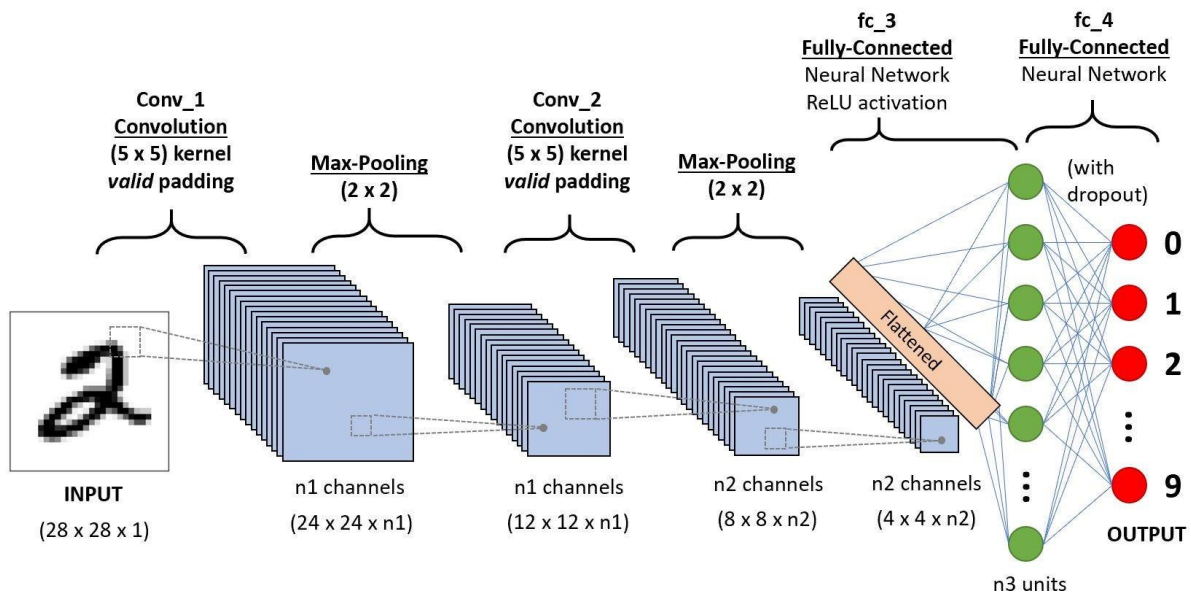 fc_3
Fully-Connected
Neural Network
ReLU activation
fc_4
Fully-Connected
Neural Network
Conv_1
Convolution
(5 x 5) kernel
valid padding
Max-Pooling
(2 x 2)
Conv_2
Convolution
(5 x 5) kernel
valid padding
Max-Pooling
(2 x 2)
(with
dropout)
Flattened
0
1
2
9
INPUT
(28 x 28 x 1)
n1 channels
(24 x 24 x n1)
n1 channels
(12 x 12 x n1)
n2 channels
(8 x 8 x n2)
n2 channels
(4 x 4 x n2)
OUTPUT
n3 units
2